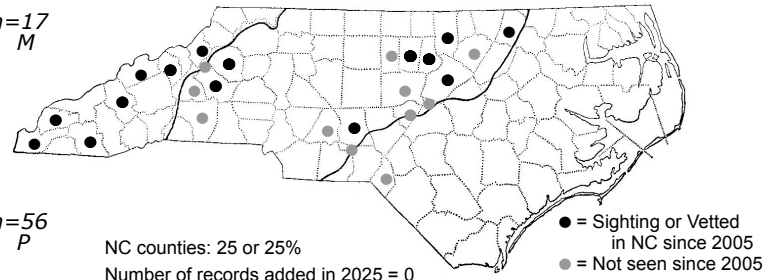 n=17
M
n=56
P
NC counties: 25 or 25%
Number of records added in 2025 = 0
● = Sighting or Vetted
in NC since 2005
● = Not seen since 2005